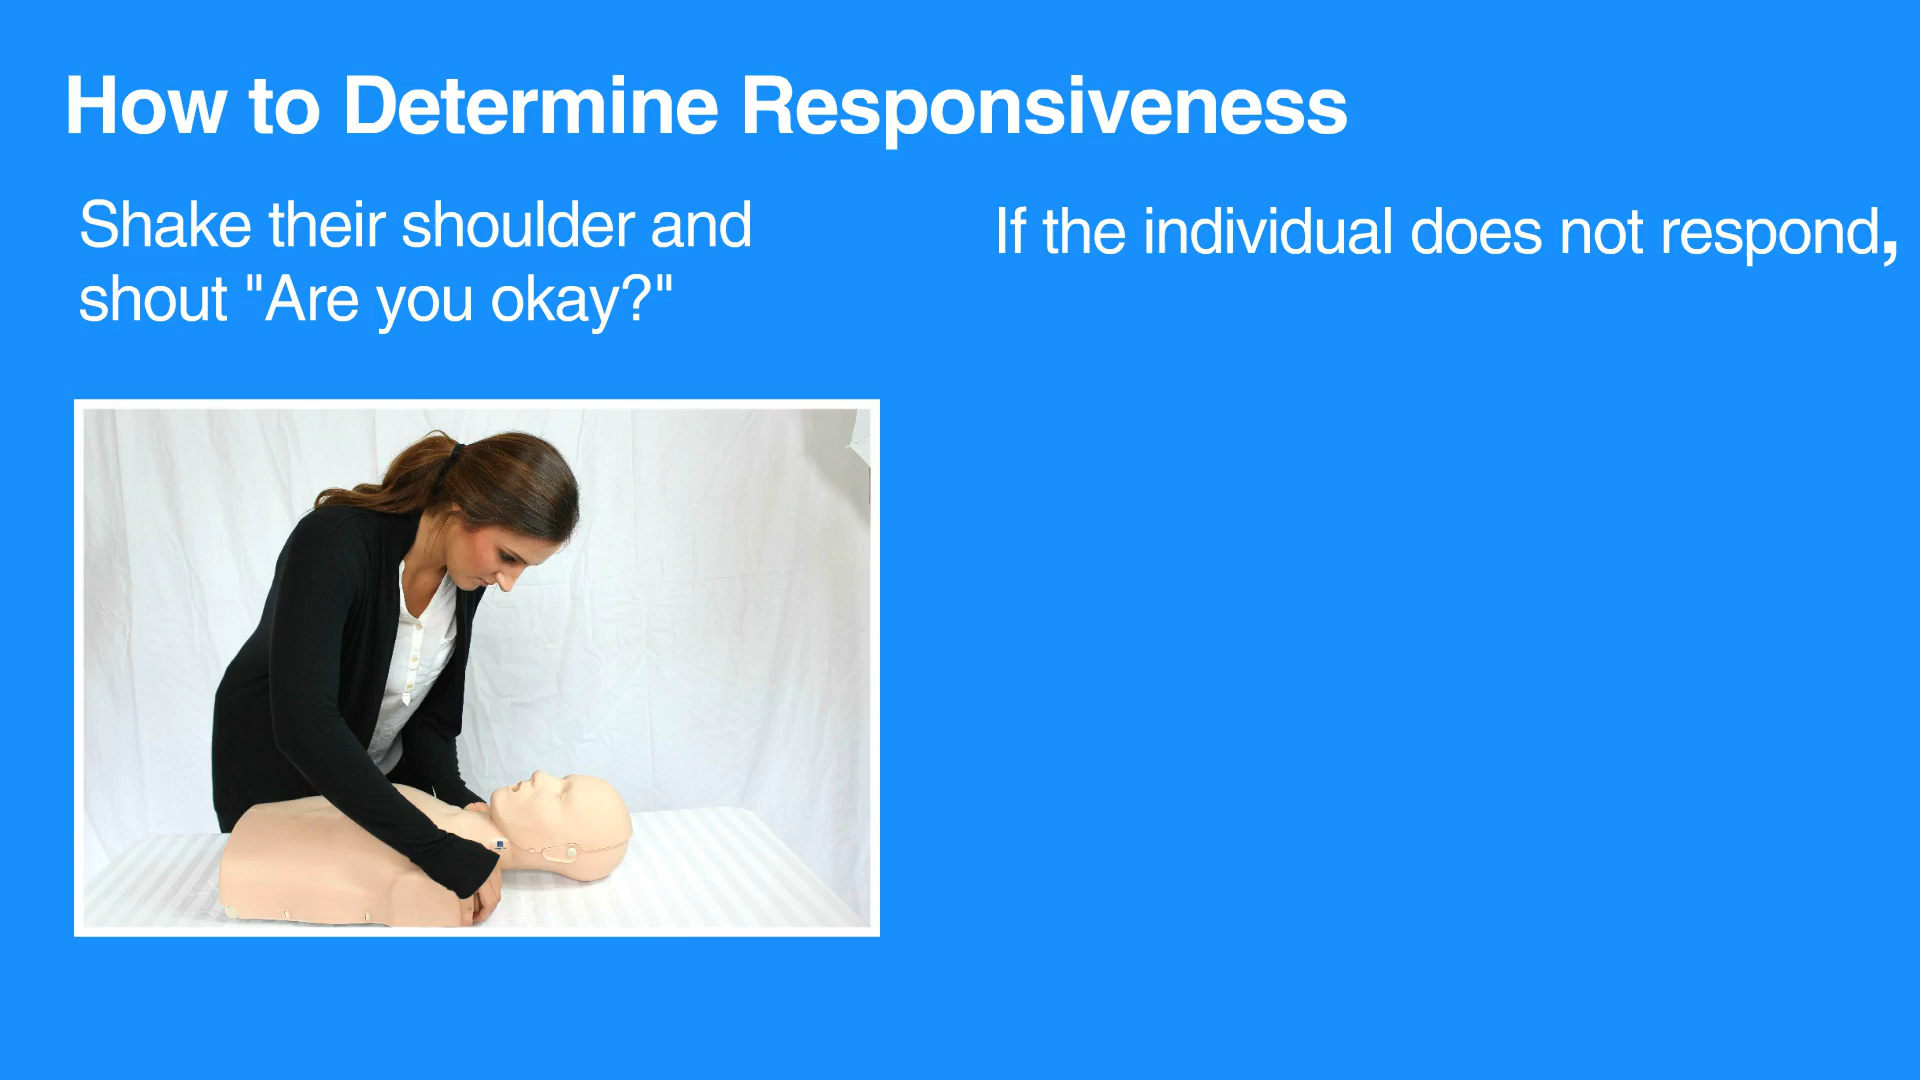 How to Determine Responsiveness
Shake their shoulder and
shout "Are you okay?"
If the individual does not respond,